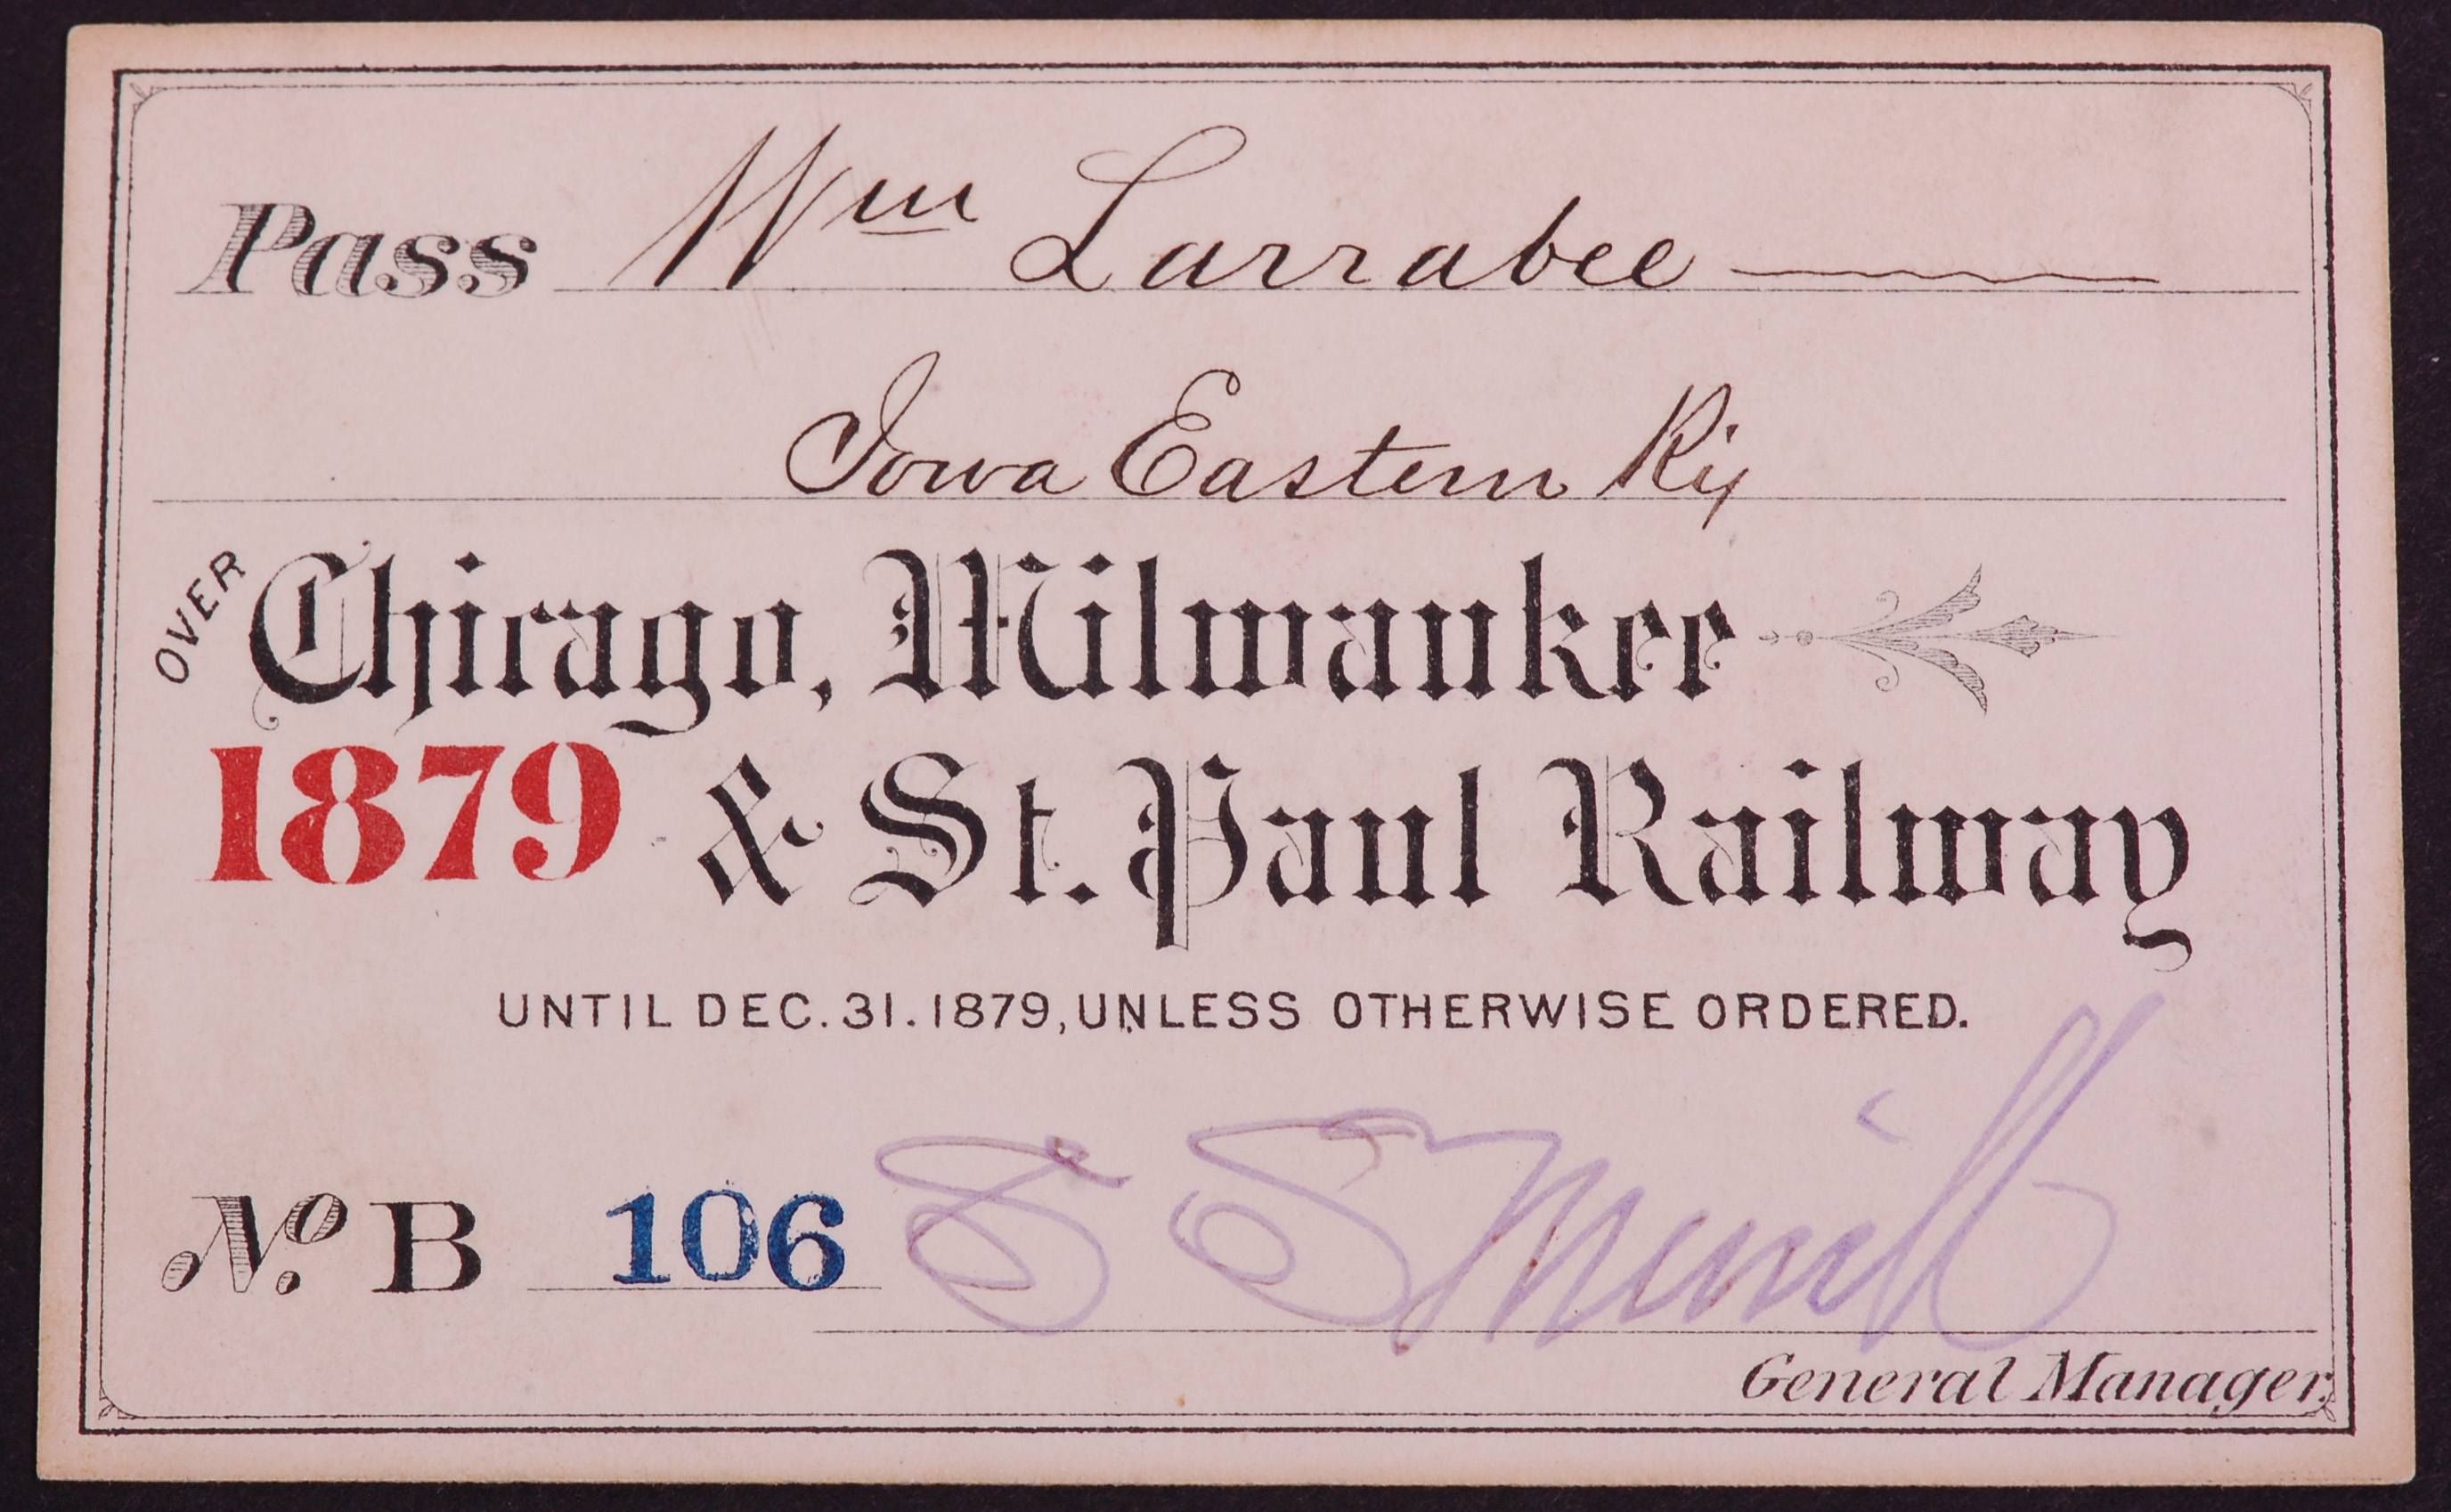 Pass Wm Larrabee
Iowa Eastern Ry
OVER Chicago, Milwaukee
1879 & St. Paul Railway
UNTIL DEC. 31. 1879, UNLESS OTHERWISE ORDERED.
No. B 106 S S Merrill
General Manager.